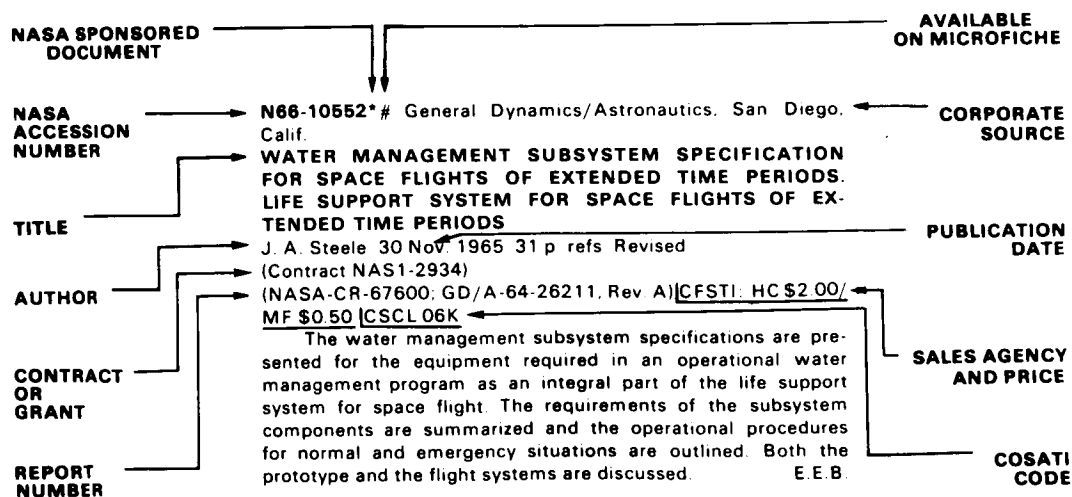 NASA SPONSORED
DOCUMENT
AVAILABLE
ON MICROFICHE
NASA
ACCESSION
NUMBER
N66-10552*# General Dynamics/Astronautics, San Diego,
Calif.
CORPORATE
SOURCE
TITLE
WATER MANAGEMENT SUBSYSTEM SPECIFICATION
FOR SPACE FLIGHTS OF EXTENDED TIME PERIODS.
LIFE SUPPORT SYSTEM FOR SPACE FLIGHTS OF EX-
TENDED TIME PERIODS
AUTHOR
J. A. Steele 30 Nov. 1965 31 p refs Revised
PUBLICATION
DATE
CONTRACT
OR
GRANT
(Contract NAS1-2934)
REPORT
NUMBER
(NASA-CR-67600; GD/A-64-26211, Rev. A) CFSTI: HC $2.00/
MF $0.50 CSCL 06K
SALES AGENCY
AND PRICE
COSATI
CODE
The water management subsystem specifications are pre-
sented for the equipment required in an operational water
management program as an integral part of the life support
system for space flight. The requirements of the subsystem
components are summarized and the operational procedures
for normal and emergency situations are outlined. Both the
prototype and the flight systems are discussed. E.E.B.